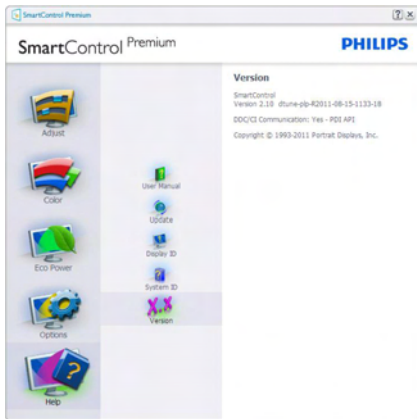 SmartControl Premium
SmartControl Premium
PHILIPS
Adjust
Color
Eco Power
Options
Help
User Manual
Update
Display ID
System ID
X.X
Version
Version
SmartControl
Version 2.10 dtune-plp-R2011-08-15-1133-18
DDC/CI Communication: Yes - PDI API
Copyright © 1993-2011 Portrait Displays, Inc.